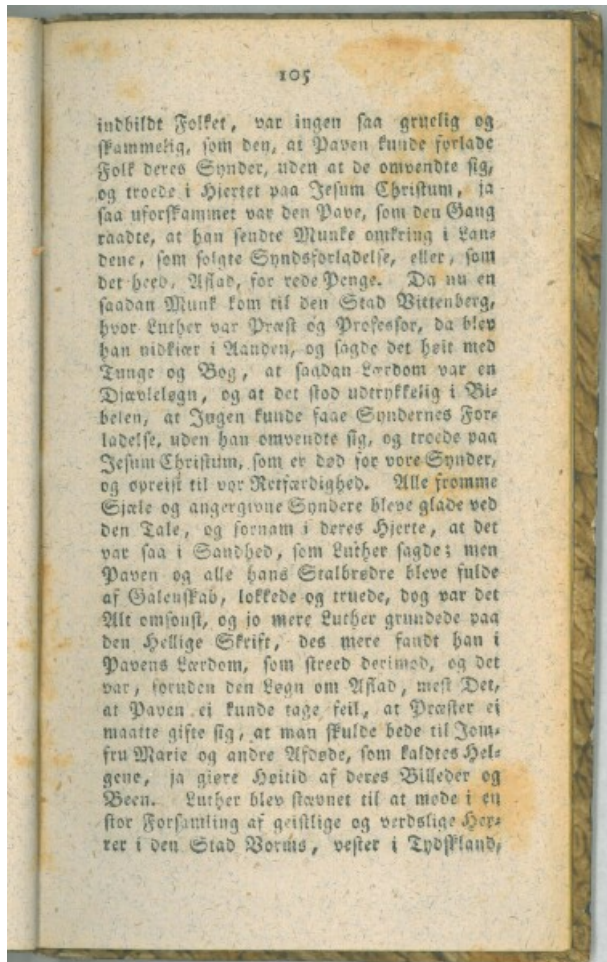 105
indbildt Folket, var ingen saa gruelig og
skammelig, som den, at Paven kunde forlade
Folk deres Synder, uden at de omvendte sig,
og troede i Hjertet paa Jesum Christum, ja
saa uforskammet var den Pave, som den Gang
raadte, at han sendte Munke omkring i Lan-
dene, som solgte Syndsforladelse, eller, som
det heed, Aflad, for rede Penge. Da nu en
saadan Munk kom til den Stad Vittenberg,
hvor Luther var Præst og Professor, da blev
han nidkiær i Aanden, og sagde det høit med
Tunge og Bog, at saadan Lærdom var en
Djævleløgn, og at det stod udtrykkelig i Bi-
belen, at Ingen kunde faae Syndernes For-
ladelse, uden han omvendte sig, og troede paa
Jesum Christum, som er død for vore Synder,
og opreist til vor Retfærdighed. Alle fromme
Sjæle og angergivne Syndere bleve glade ved
den Tale, og fornam i deres Hjerte, at det
var saa i Sandhed, som Luther sagde; men
Paven og alle hans Stalbrødre bleve fulde
af Galenskab, lokkede og truede, dog var det
Alt omsonst, og jo mere Luther grundede paa
den Hellige Skrift, des mere fandt han i
Pavens Lærdom, som streed derimod, og det
var, foruden den Løgn om Aflad, mest Det,
at Paven ei kunde tage feil, at Præster ei
maatte gifte sig, at man skulde bede til Jom-
fru Marie og andre Afdøde, som kaldtes Hel-
gene, ja giøre Høitid af deres Billeder og
Been. Luther blev stævnet til at møde i en
stor Forsamling af geistlige og verdslige Her-
rer i den Stad Vorms, vester i Tydskland,